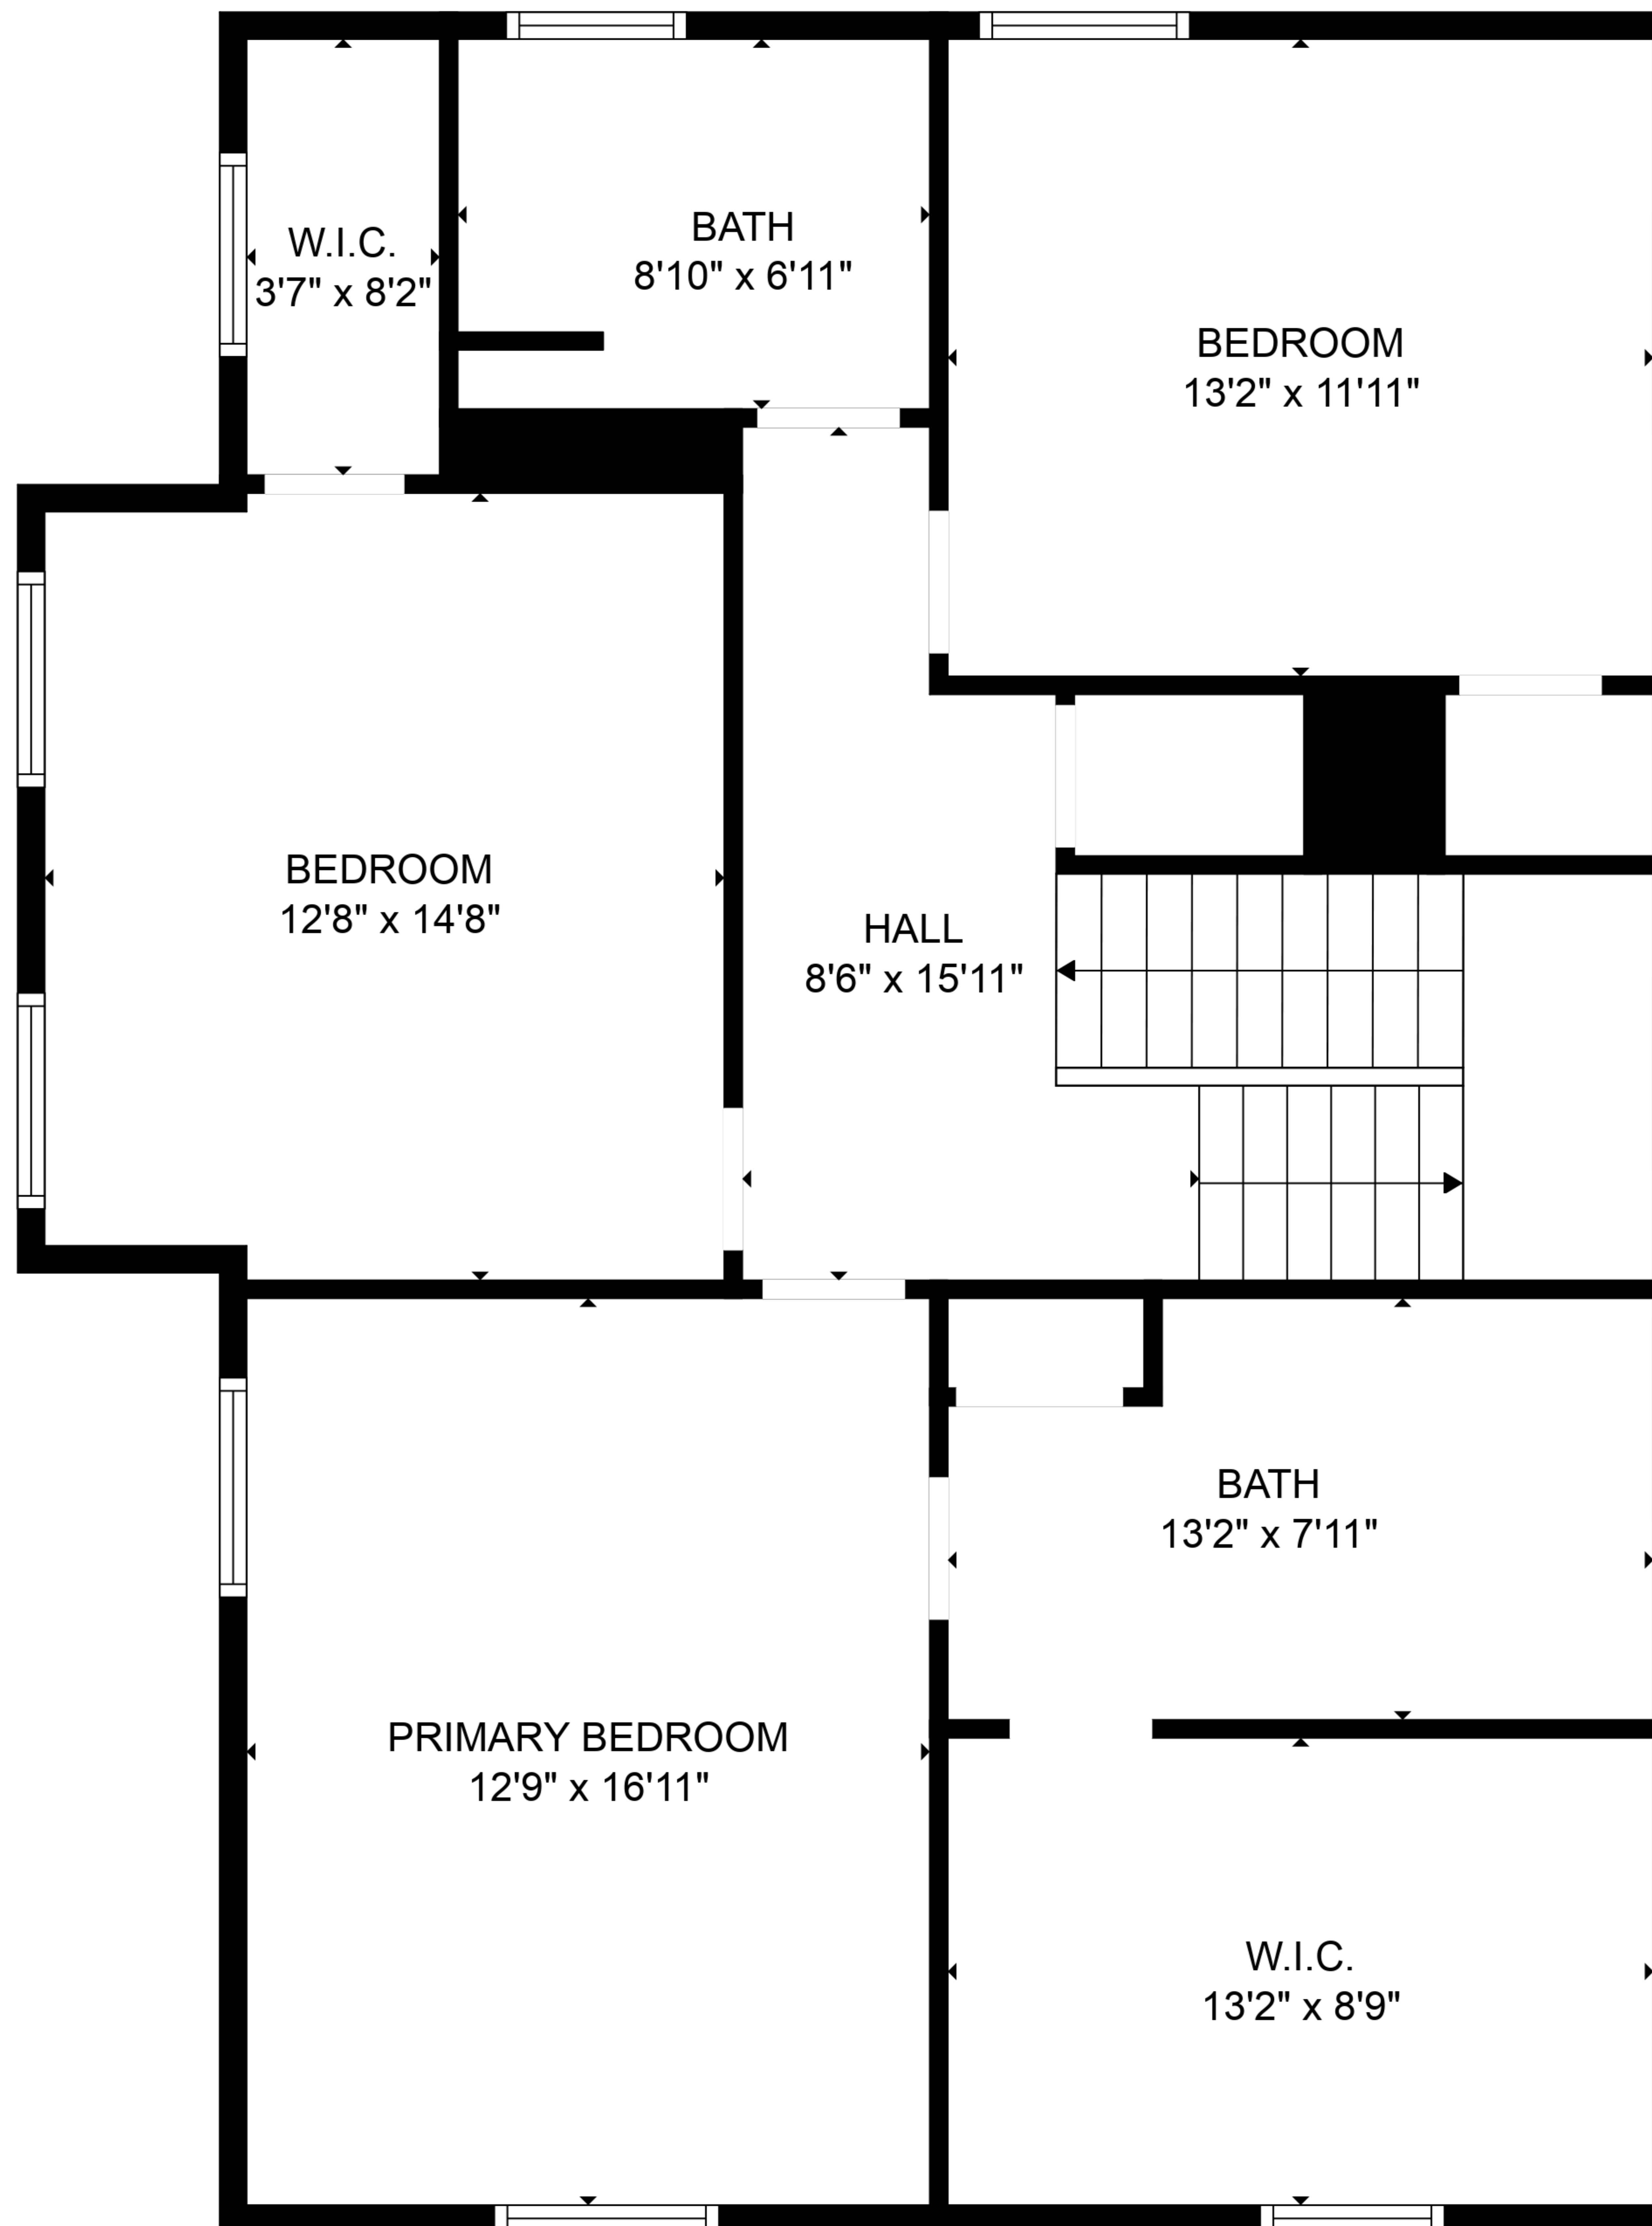 W.I.C.
3'7" x 8'2"
BATH
8'10" x 6'11"
BEDROOM
13'2" x 11'11"
BEDROOM
12'8" x 14'8"
HALL
8'6" x 15'11"
BATH
13'2" x 7'11"
PRIMARY BEDROOM
12'9" x 16'11"
W.I.C.
13'2" x 8'9"